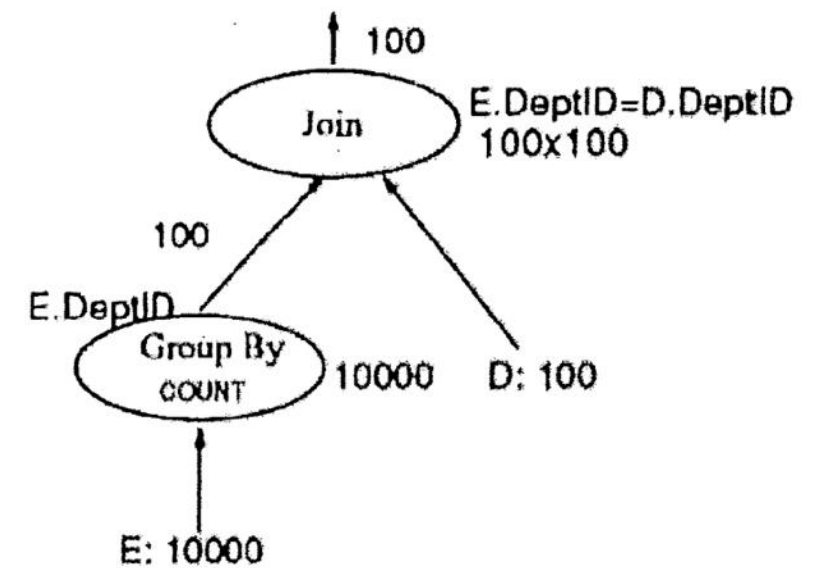 100
Join
E.DeptID=D.DeptID
100x100
100
E.DeptID
Group By
COUNT
10000
D: 100
E: 10000